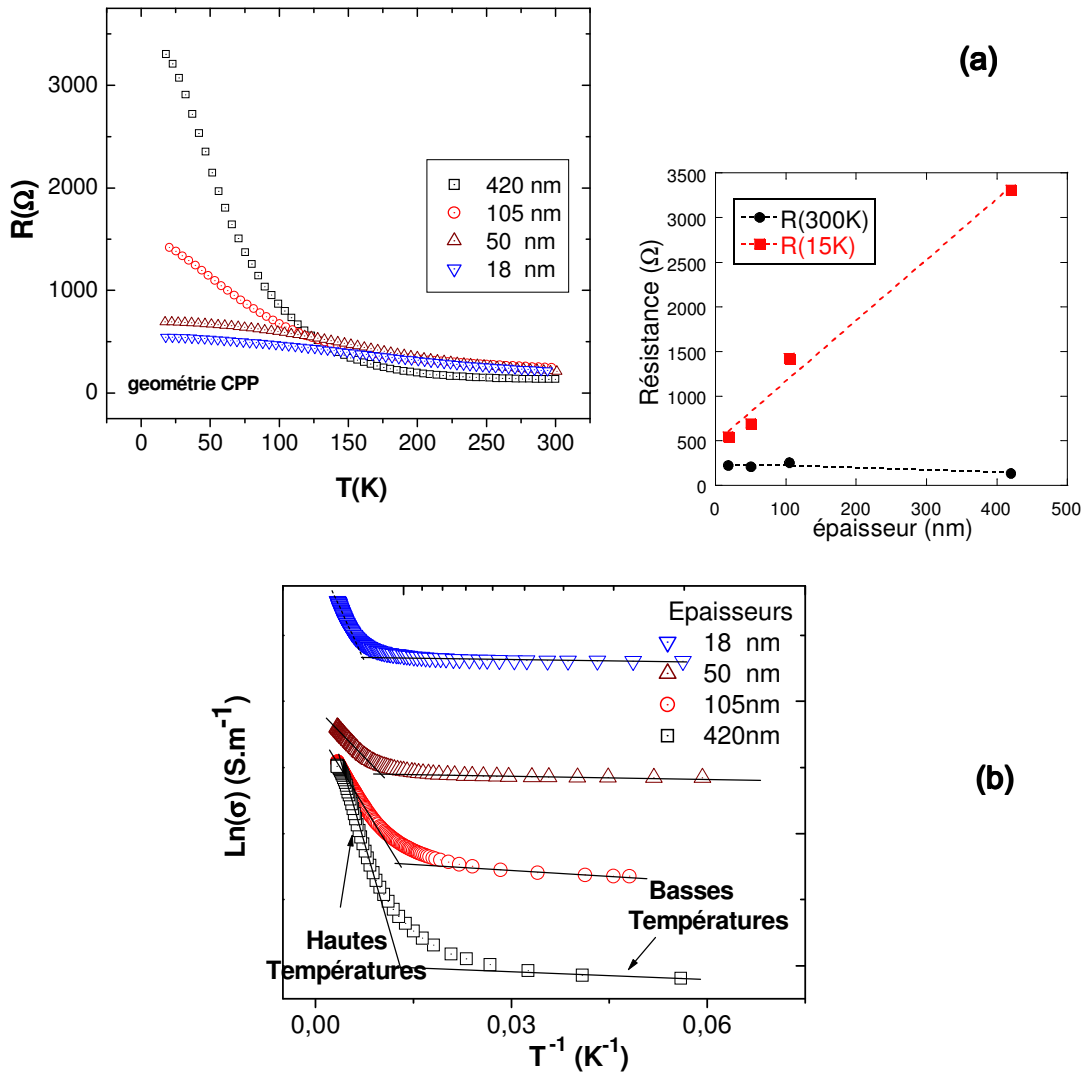 (a)
R(Ω)
3000
2000
1000
0
420 nm
105 nm
50 nm
18 nm
geométrie CPP
0 50 100 150 200 250 300
T(K)
Résistance (Ω)
3500
3000
2500
3500
1500
1000
500
0
R(300K)
R(15K)
0 100 200 300 400 500
épaisseur (nm)
(b)
Ln(σ) (S.m⁻¹)
Epaisseurs
18 nm
50 nm
105nm
420nm
Hautes
Températures
Basses
Températures
0,00 0,03 0,06
T⁻¹ (K⁻¹)